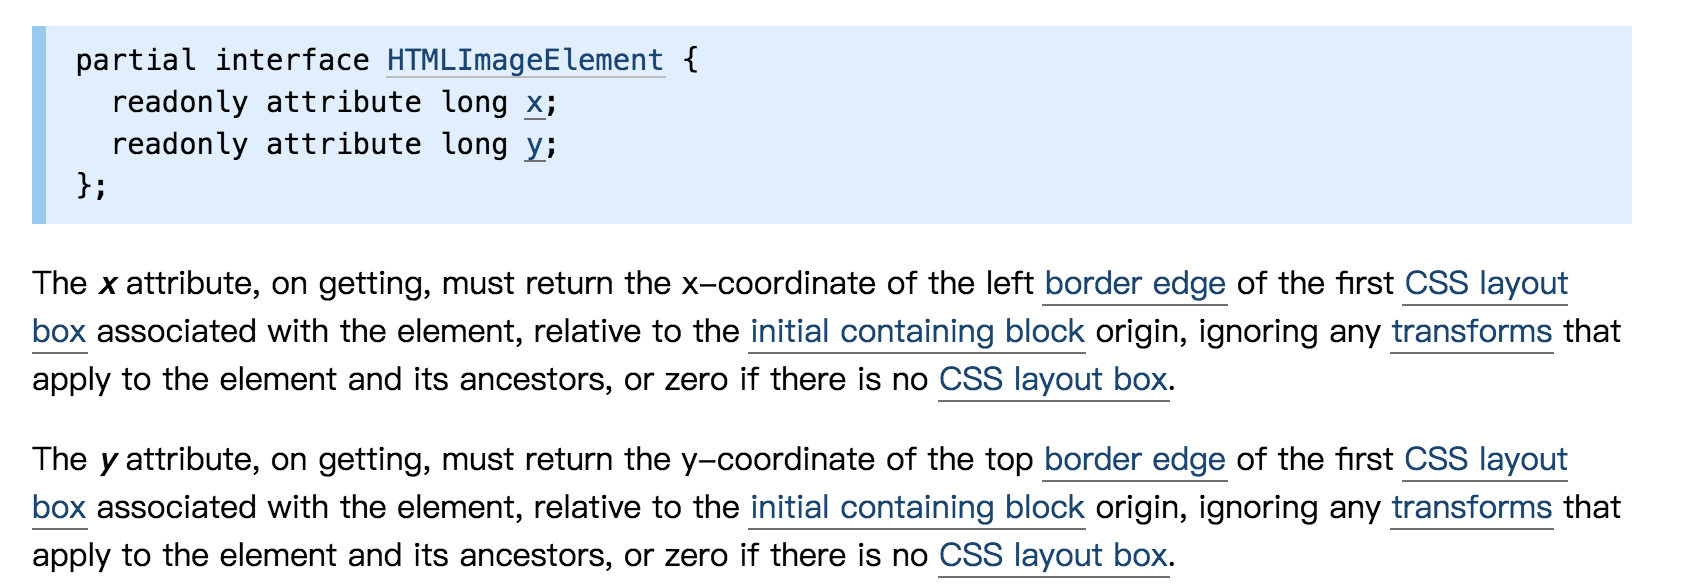 partial interface HTMLImageElement {
  readonly attribute long x;
  readonly attribute long y;
};
The x attribute, on getting, must return the x-coordinate of the left border edge of the first CSS layout
box associated with the element, relative to the initial containing block origin, ignoring any transforms that
apply to the element and its ancestors, or zero if there is no CSS layout box.
The y attribute, on getting, must return the y-coordinate of the top border edge of the first CSS layout
box associated with the element, relative to the initial containing block origin, ignoring any transforms that
apply to the element and its ancestors, or zero if there is no CSS layout box.